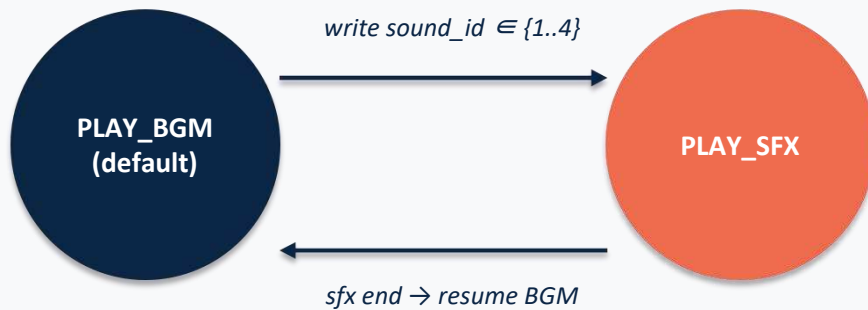 write sound_id ∈ {1..4}
PLAY_BGM
(default)
PLAY_SFX
sfx end → resume BGM